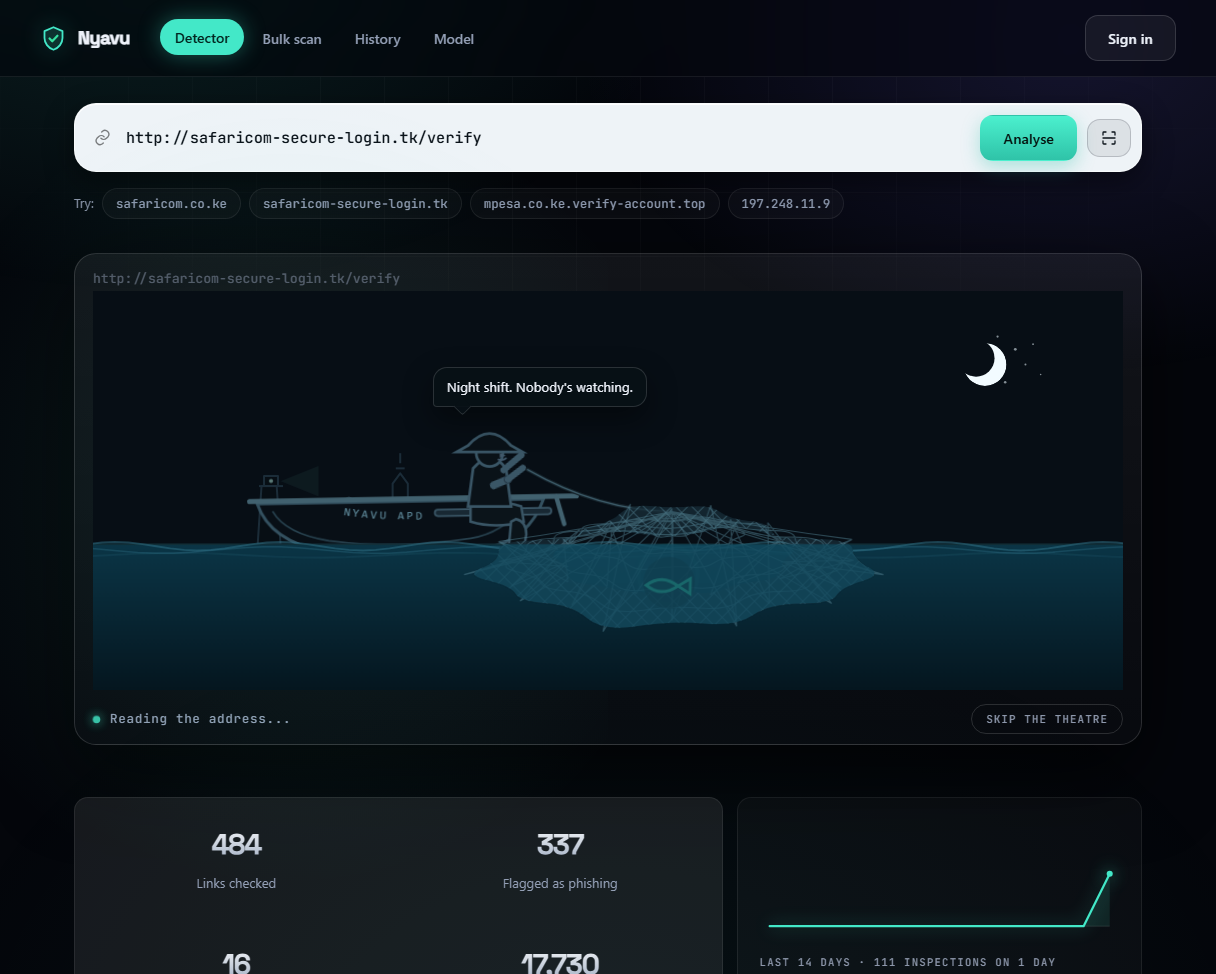 Nyavu
Detector
Bulk scan
History
Model
Sign in
http://safaricom-secure-login.tk/verify
Analyse
Try:
safaricom.co.ke
safaricom-secure-login.tk
mpesa.co.ke.verify-account.top
197.248.11.9
http://safaricom-secure-login.tk/verify
Night shift. Nobody's watching.
NYAVU APD
Reading the address...
SKIP THE THEATRE
484
337
Links checked
Flagged as phishing
16
17,730
LAST 14 DAYS · 111 INSPECTIONS ON 1 DAY